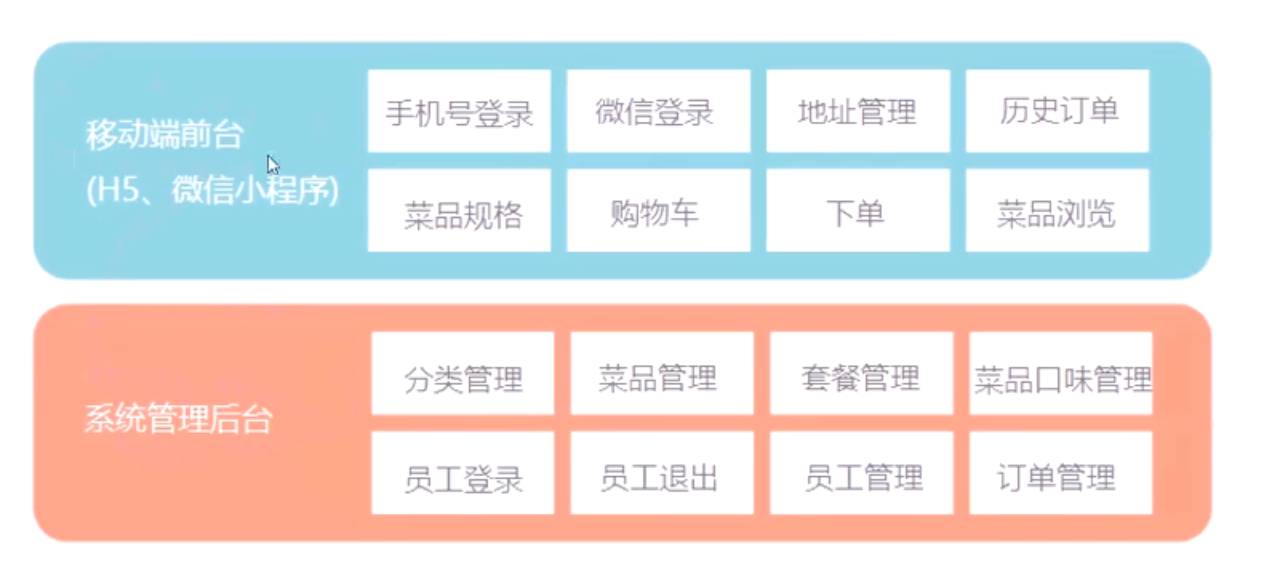 移动端前台
(H5、微信小程序)
手机号登录
微信登录
地址管理
历史订单
菜品规格
购物车
下单
菜品浏览
系统管理后台
分类管理
菜品管理
套餐管理
菜品口味管理
员工登录
员工退出
员工管理
订单管理